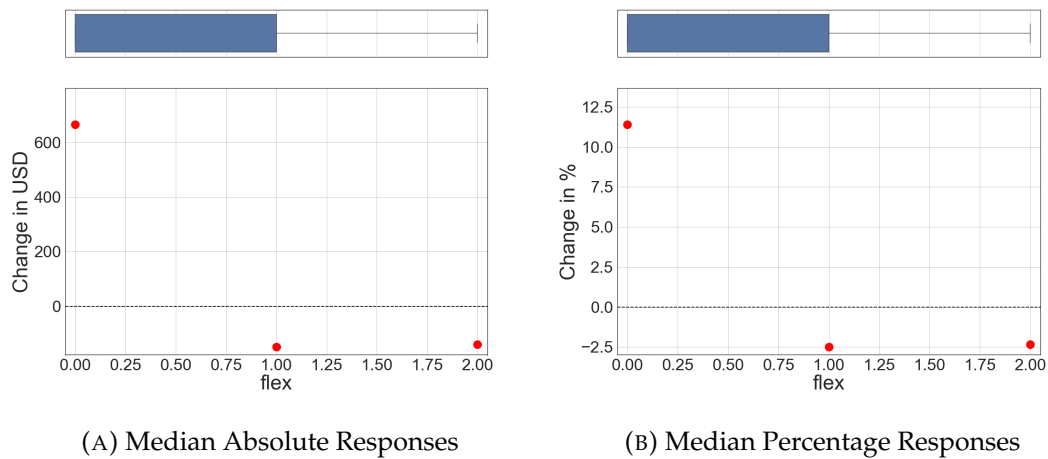 600
400
200
0
Change in USD
0.00 0.25 0.50 0.75 1.00 1.25 1.50 1.75 2.00
flex
(A) Median Absolute Responses
12.5
10.0
7.5
5.0
2.5
0.0
−2.5
Change in %
0.00 0.25 0.50 0.75 1.00 1.25 1.50 1.75 2.00
flex
(B) Median Percentage Responses